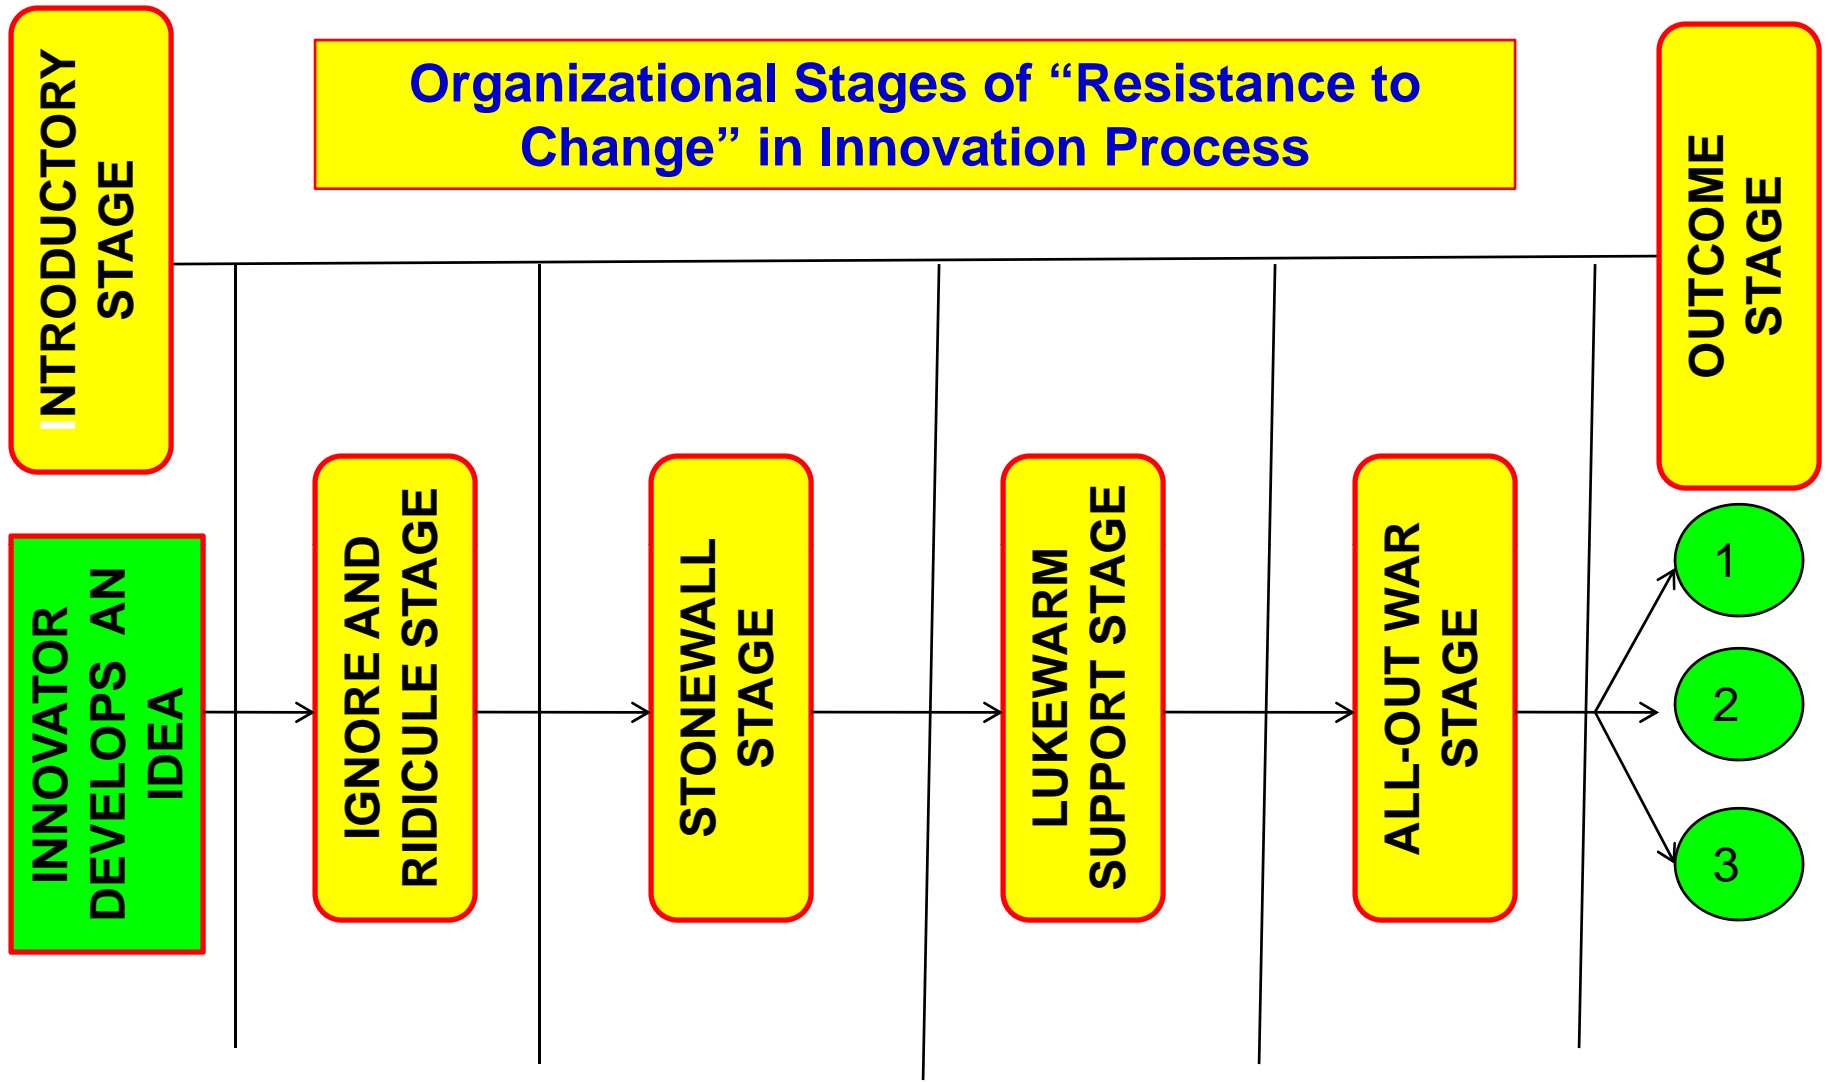 INTRODUCTORY
STAGE
Organizational Stages of “Resistance to
Change” in Innovation Process
OUTCOME
STAGE
INNOVATOR
DEVELOPS AN
IDEA
IGNORE AND
RIDICULE STAGE
STONEWALL
STAGE
LUKEWARM
SUPPORT STAGE
ALL-OUT WAR
STAGE
1
2
3